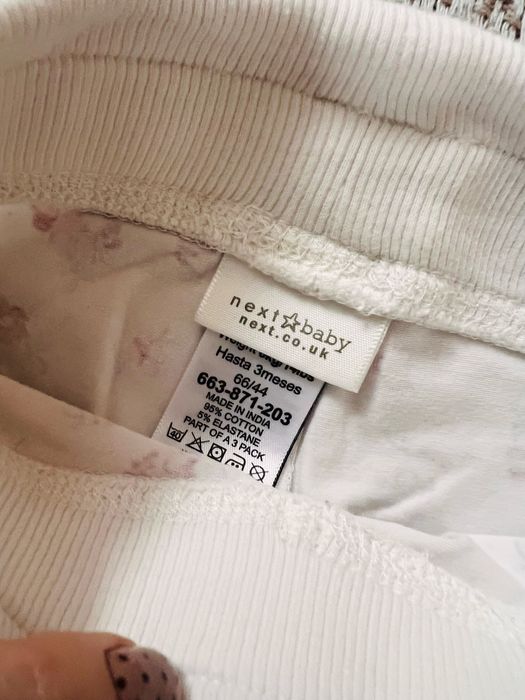 next☆baby
next.co.uk
Hasta 3meses
66/44
663-871-203
MADE IN INDIA
95% COTTON
5% ELASTANE
PART OF A 3 PACK
40